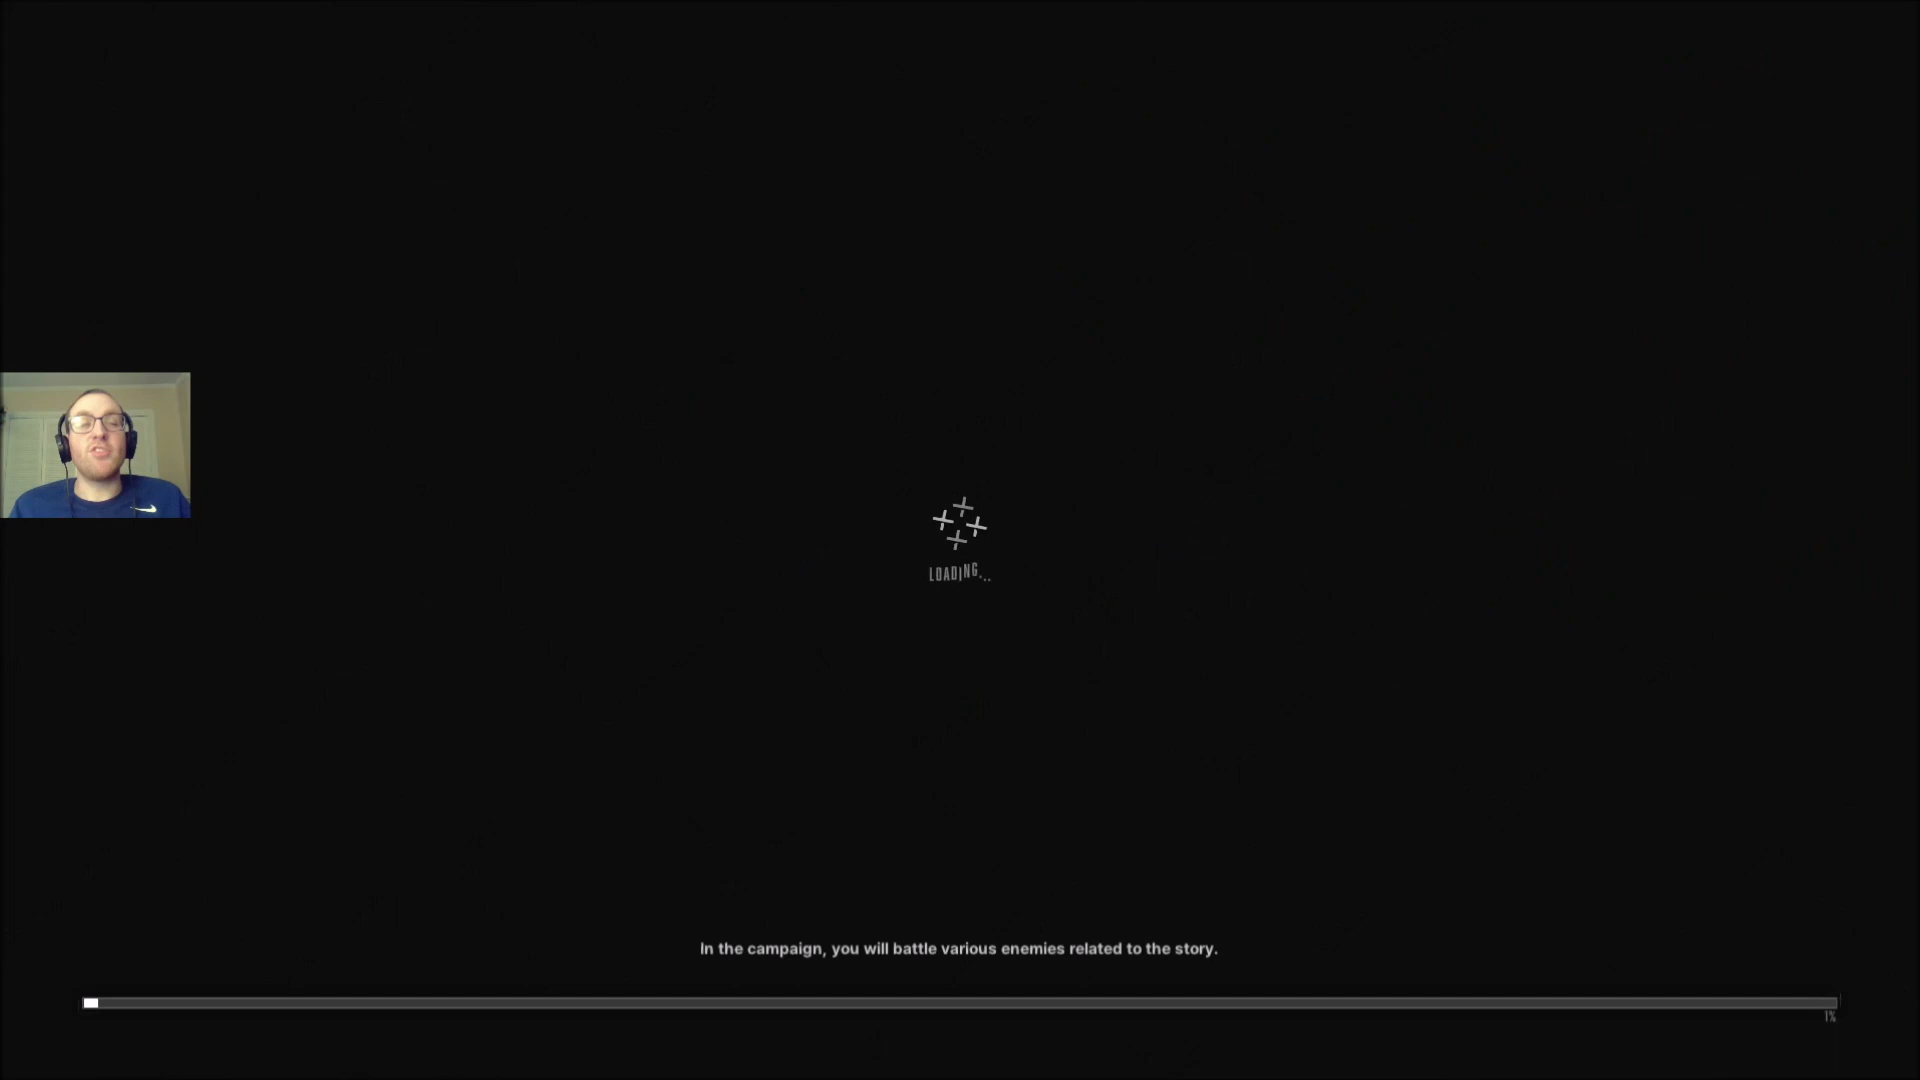 LOADING...
In the campaign, you will battle various enemies related to the story.
1%